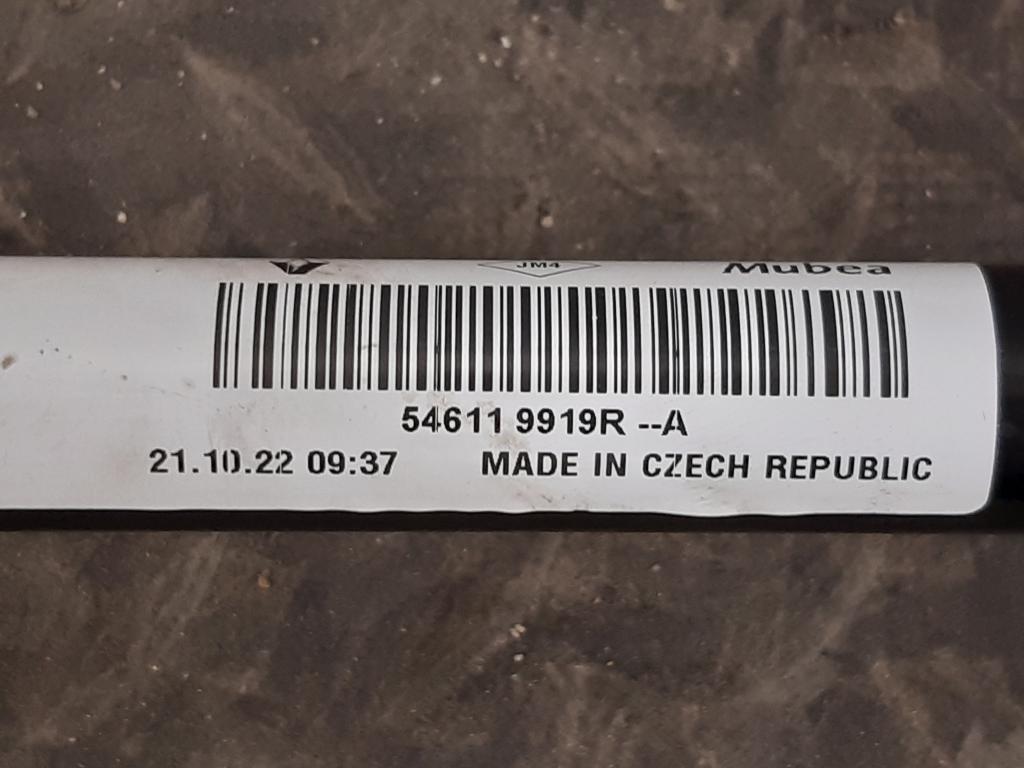 JM4 Mubea
54611 9919R --A
21.10.22 09:37 MADE IN CZECH REPUBLIC